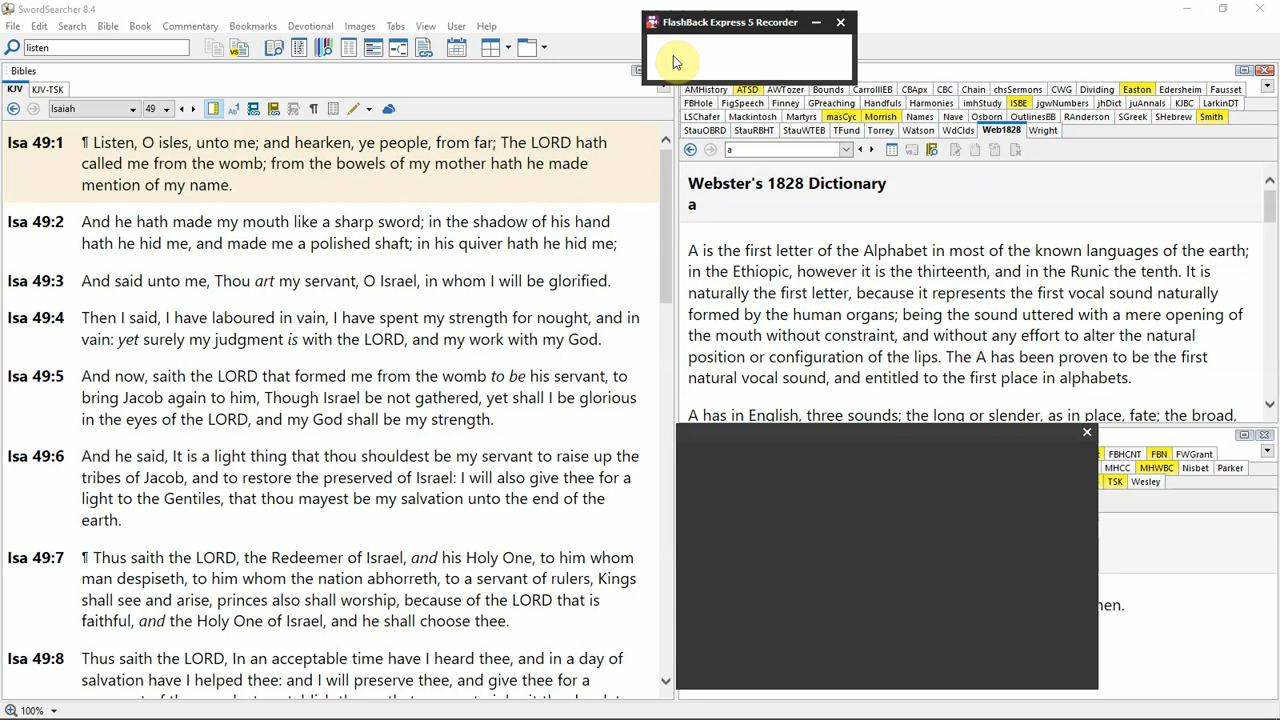 SwordSearcher 8.4
File Edit Search Bible Book Commentary Bookmarks Devotional Images Tabs View User Help
listen
FlashBack Express 5 Recorder
Bibles
KJV KJV-TSK
Isaiah 49
Isa 49:1 ¶ Listen, O isles, unto me; and hearken, ye people, from far; The LORD hath
called me from the womb; from the bowels of my mother hath he made
mention of my name.
Isa 49:2 And he hath made my mouth like a sharp sword; in the shadow of his hand
hath he hid me, and made me a polished shaft; in his quiver hath he hid me;
Isa 49:3 And said unto me, Thou art my servant, O Israel, in whom I will be glorified.
Isa 49:4 Then I said, I have laboured in vain, I have spent my strength for nought, and in
vain: yet surely my judgment is with the LORD, and my work with my God.
Isa 49:5 And now, saith the LORD that formed me from the womb to be his servant, to
bring Jacob again to him, Though Israel be not gathered, yet shall I be glorious
in the eyes of the LORD, and my God shall be my strength.
Isa 49:6 And he said, It is a light thing that thou shouldest be my servant to raise up the
tribes of Jacob, and to restore the preserved of Israel: I will also give thee for a
light to the Gentiles, that thou mayest be my salvation unto the end of the
earth.
Isa 49:7 ¶ Thus saith the LORD, the Redeemer of Israel, and his Holy One, to him whom
man despiseth, to him whom the nation abhorreth, to a servant of rulers, Kings
shall see and arise, princes also shall worship, because of the LORD that is
faithful, and the Holy One of Israel, and he shall choose thee.
Isa 49:8 Thus saith the LORD, In an acceptable time have I heard thee, and in a day of
salvation have I helped thee: and I will preserve thee, and give thee for a
100%
AMHistory ATSD AWTozer Bounds CarrollIEB CBApx CBC Chain chsSermons CWG Dividing Easton Edersheim Fausset
FBHole FigSpeech Finney GPreaching Handfuls Harmonies imhStudy ISBE jgwNumbers jhDict juAnnals KJBC LarkinDT
LSChafer Mackintosh Martyrs masCyc Morrish Names Nave Osborn OutlinesBB RAnderson SGreek SHebrew Smith
StauOBRD StauRBHT StauWTEB TFund Torrey Watson WdClds Web1828 Wright
a
Webster's 1828 Dictionary
a
A is the first letter of the Alphabet in most of the known languages of the earth;
in the Ethiopic, however it is the thirteenth, and in the Runic the tenth. It is
naturally the first letter, because it represents the first vocal sound naturally
formed by the human organs; being the sound uttered with a mere opening of
the mouth without constraint, and without any effort to alter the natural
position or configuration of the lips. The A has been proven to be the first
natural vocal sound, and entitled to the first place in alphabets.
A has in English, three sounds; the long or slender, as in place, fate; the broad,
FBHCNT FBN FWGrant
MHCC MHWBC Nisbet Parker
TSK Wesley
men.